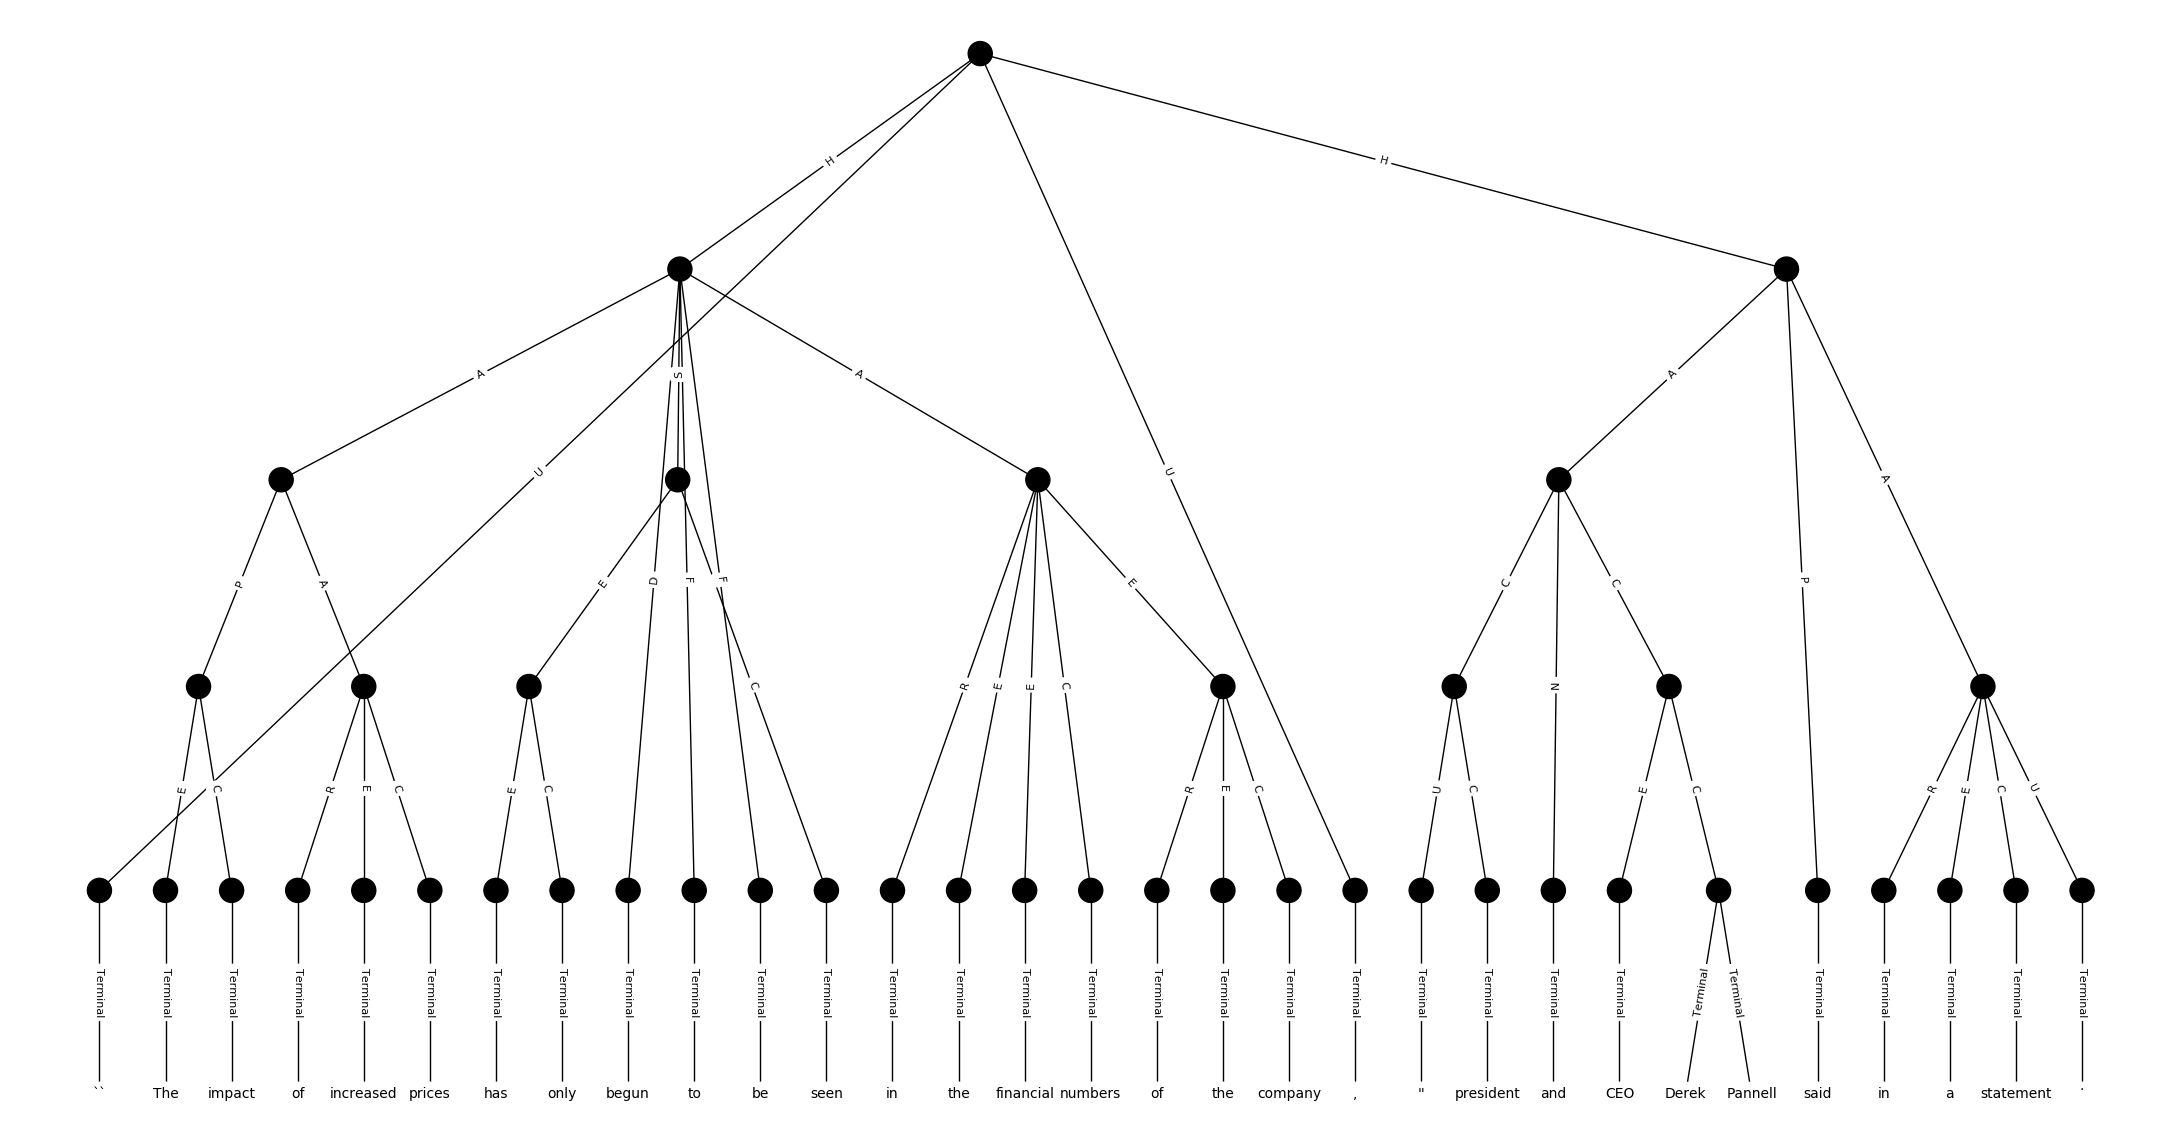 H H
A S A A
U U A
P A E D F F E C C P
C R E E C N
E C R E C E C R E C U C E C R E C U
Terminal Terminal Terminal Terminal Terminal Terminal Terminal Terminal Terminal Terminal Terminal Terminal Terminal Terminal Terminal Terminal Terminal Terminal Terminal Terminal Terminal Terminal Terminal Terminal Terminal Terminal Terminal Terminal Terminal Terminal Terminal
`` The impact of increased prices has only begun to be seen in the financial numbers of the company , " president and CEO Derek Pannell said in a statement .